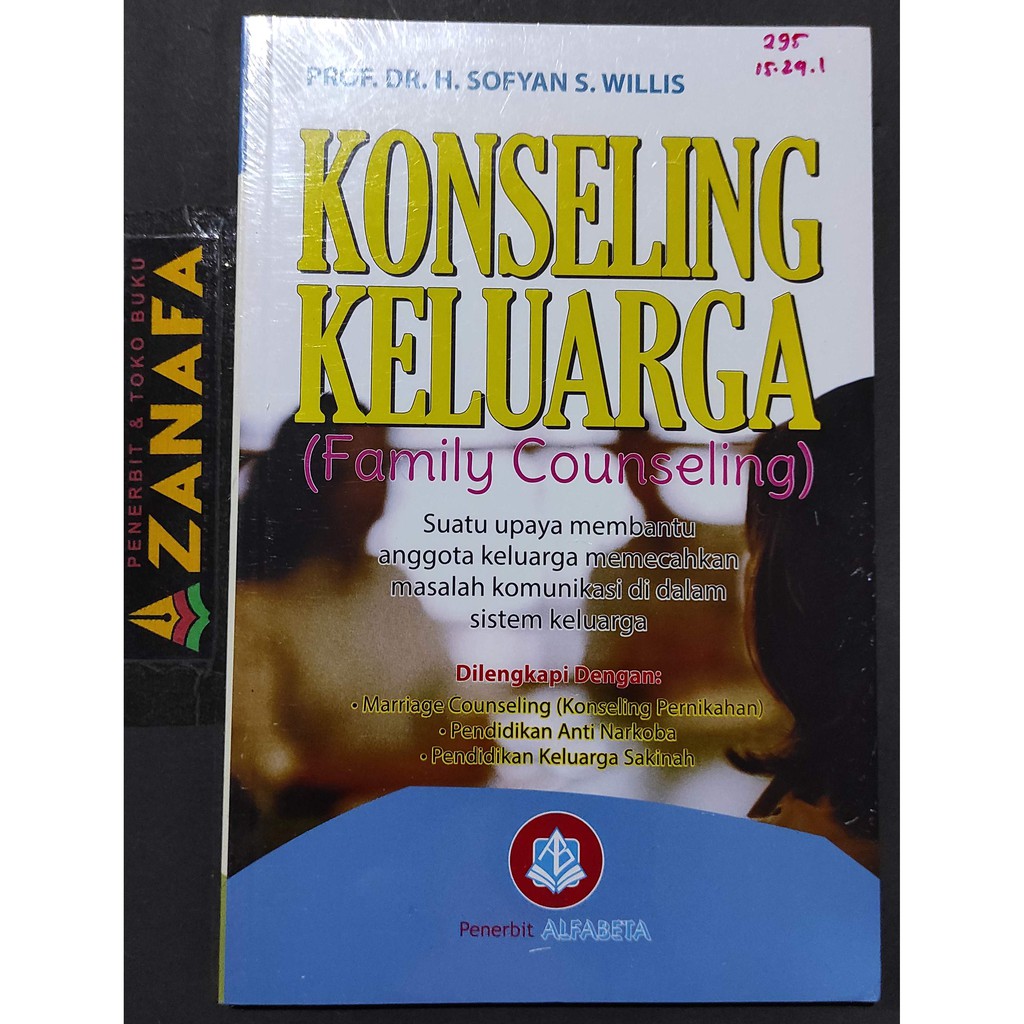 295
15.29.1
PROF. DR. H. SOFYAN S. WILLIS
KONSELING
KELUARGA
(Family Counseling)
Suatu upaya membantu
anggota keluarga memecahkan
masalah komunikasi di dalam
sistem keluarga
Dilengkapi Dengan:
• Marriage Counseling (Konseling Pernikahan)
• Pendidikan Anti Narkoba
• Pendidikan Keluarga Sakinah
Penerbit ALFABETA
PENERBIT & TOKO BUKU
ZANAFA